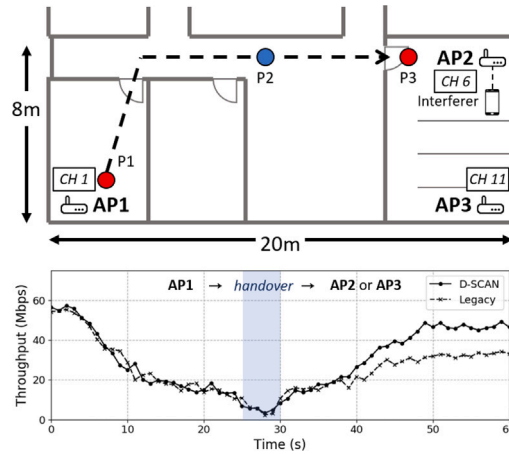 P2
P3
AP2
CH 6
Interferer
8m
P1
CH 1
AP1
CH 11
AP3
20m
AP1 → handover → AP2 or AP3
D-SCAN
Legacy
Throughput (Mbps)
60
40
20
0
0 10 20 30 40 50 60
Time (s)